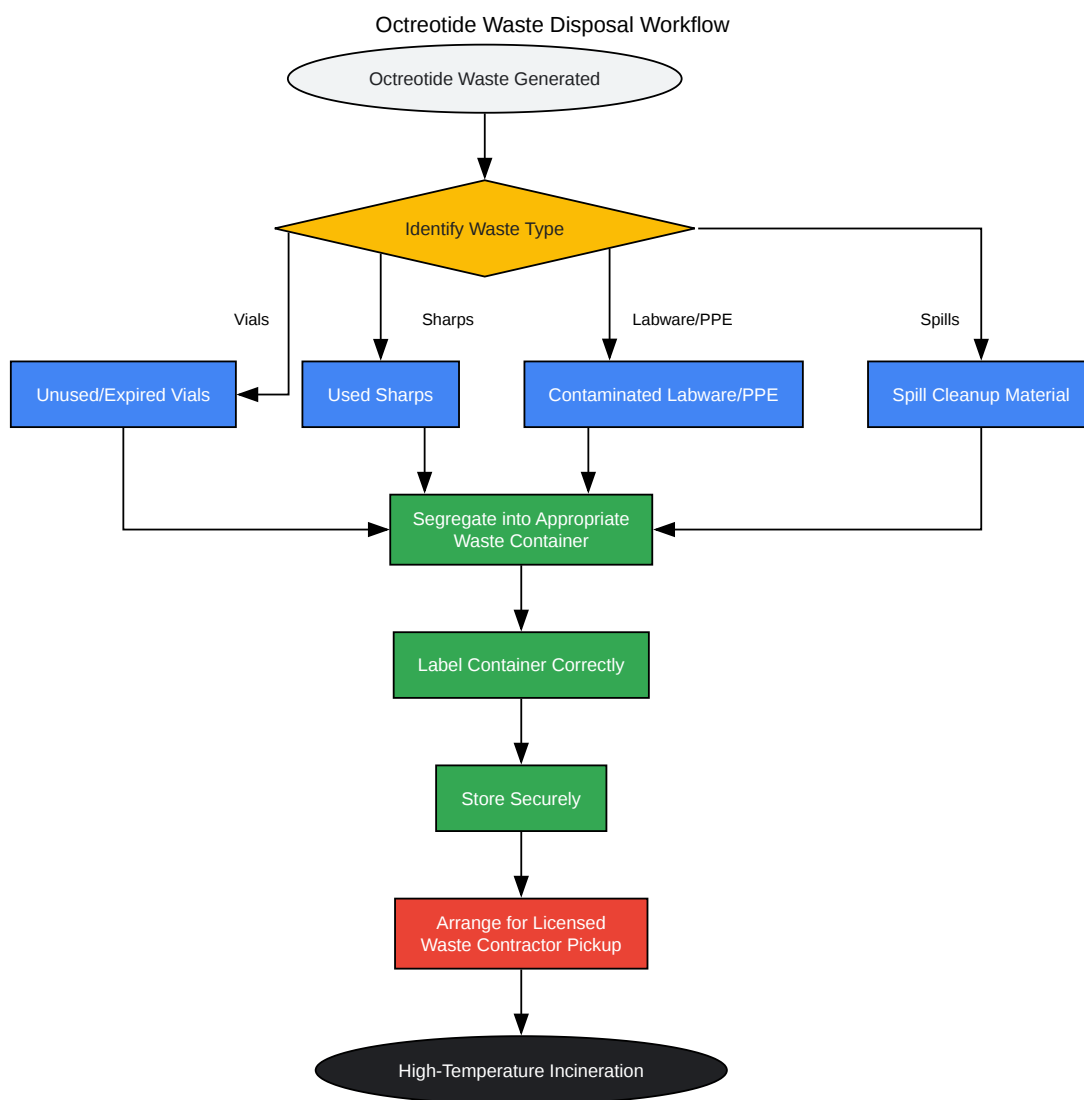 Octreotide Waste Disposal Workflow
Octreotide Waste Generated
Identify Waste Type
Vials
Sharps
Labware/PPE
Spills
Unused/Expired Vials
Used Sharps
Contaminated Labware/PPE
Spill Cleanup Material
Segregate into Appropriate
Waste Container
Label Container Correctly
Store Securely
Arrange for Licensed
Waste Contractor Pickup
High-Temperature Incineration